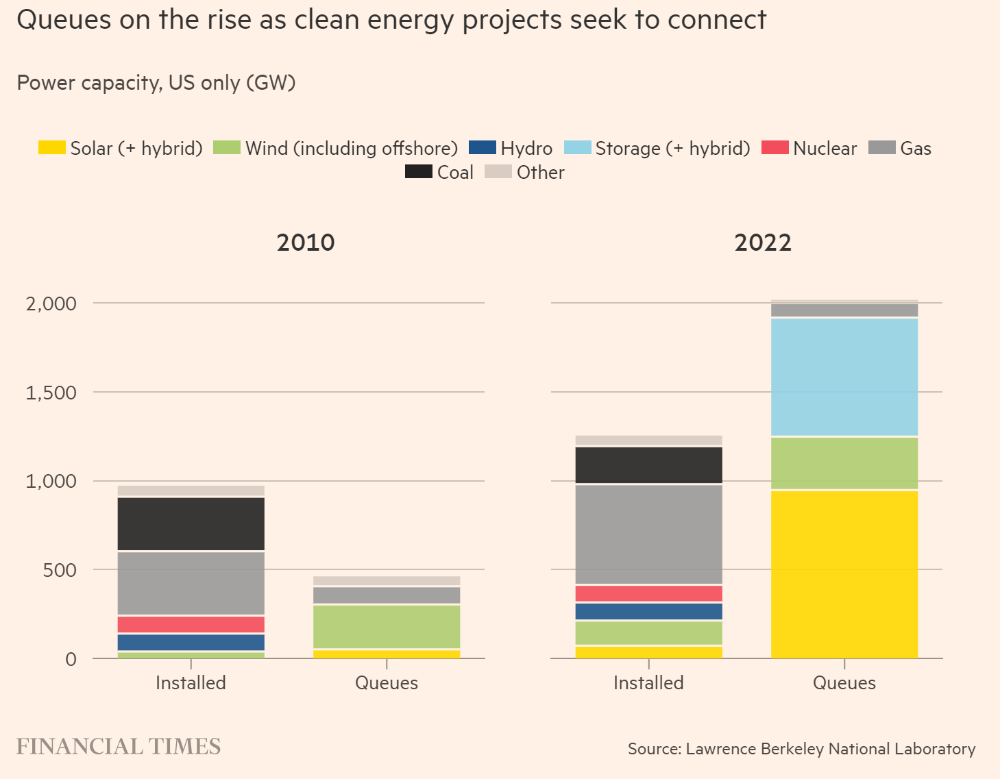 Queues on the rise as clean energy projects seek to connect
Power capacity, US only (GW)
Solar (+ hybrid) Wind (including offshore) Hydro Storage (+ hybrid) Nuclear Gas
Coal Other
2010 2022
2,000
1,500
1,000
500
0
Installed Queues Installed Queues
FINANCIAL TIMES Source: Lawrence Berkeley National Laboratory